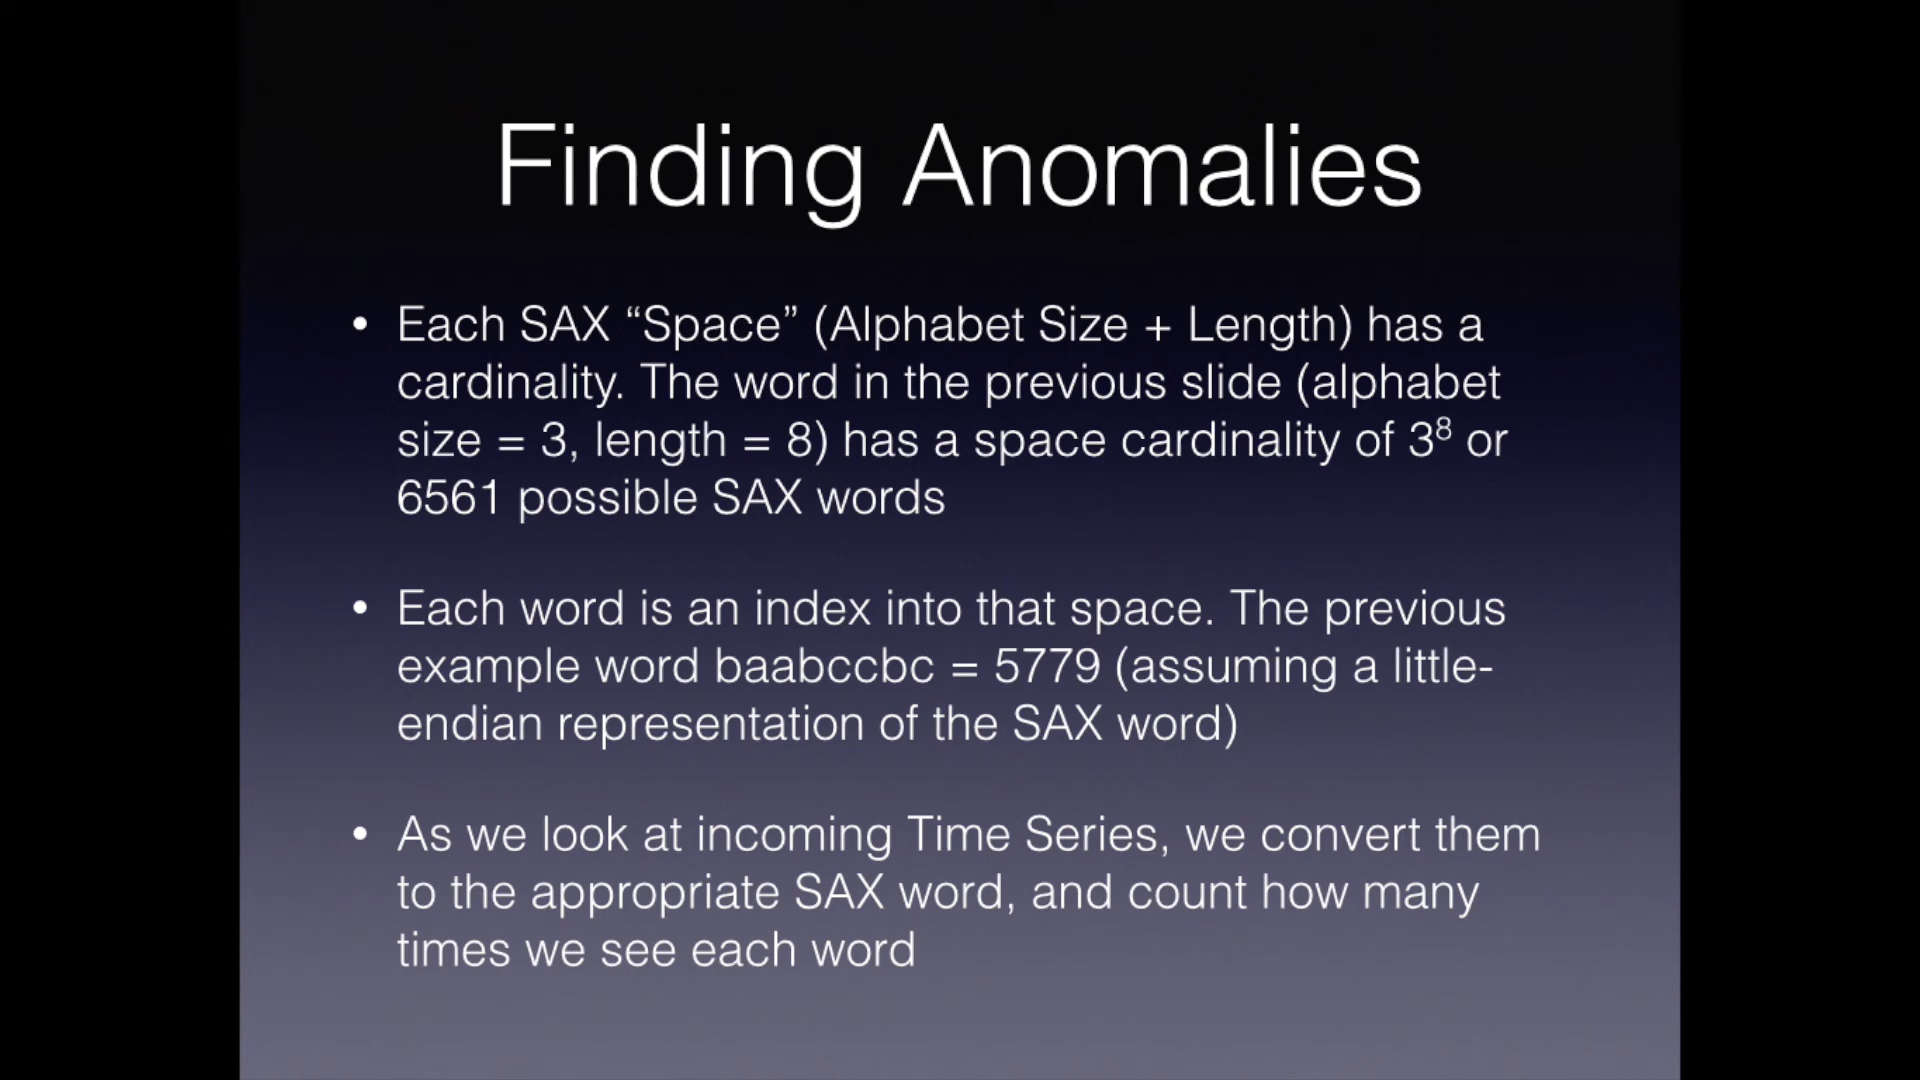 Finding Anomalies
• Each SAX “Space” (Alphabet Size + Length) has a
cardinality. The word in the previous slide (alphabet
size = 3, length = 8) has a space cardinality of 3⁸ or
6561 possible SAX words
• Each word is an index into that space. The previous
example word baabccbc = 5779 (assuming a little-
endian representation of the SAX word)
• As we look at incoming Time Series, we convert them
to the appropriate SAX word, and count how many
times we see each word